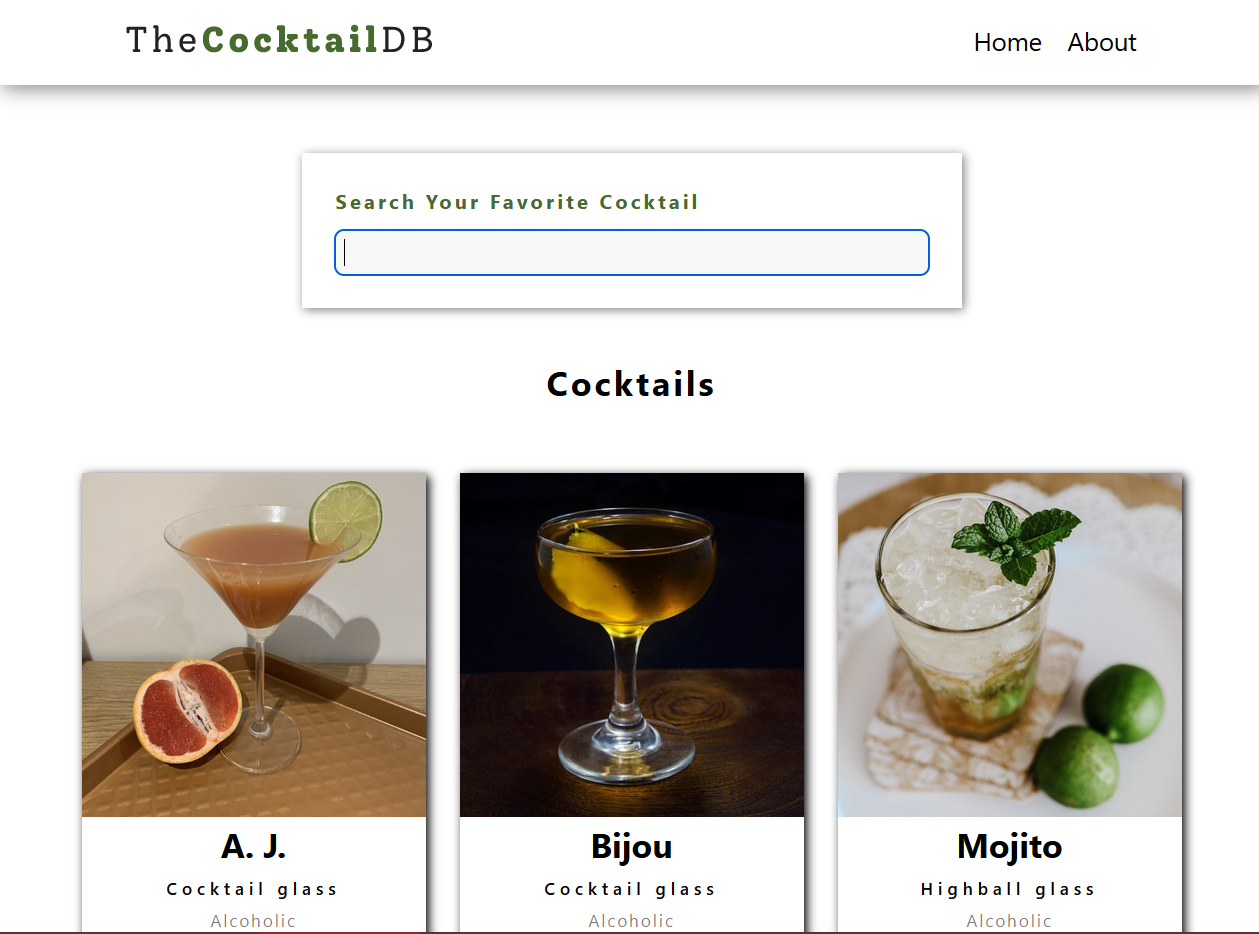 TheCocktailDB
Home About
Search Your Favorite Cocktail
Cocktails
A. J.
Cocktail glass
Alcoholic
Bijou
Cocktail glass
Alcoholic
Mojito
Highball glass
Alcoholic